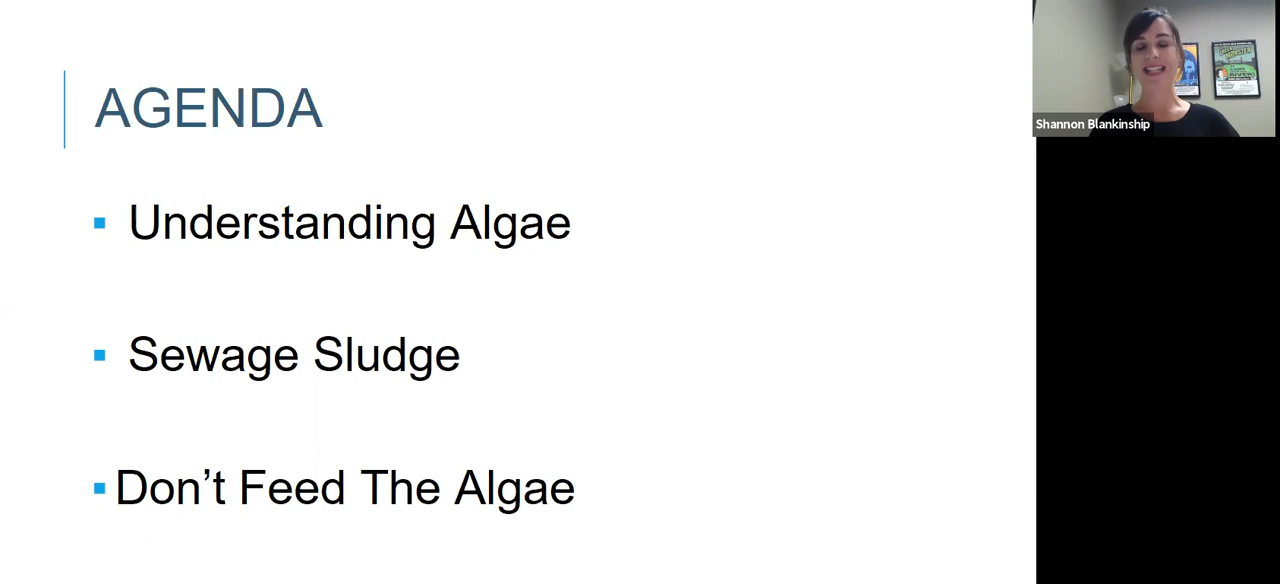 AGENDA
Understanding Algae
Sewage Sludge
Don't Feed The Algae
Shannon Blankinship